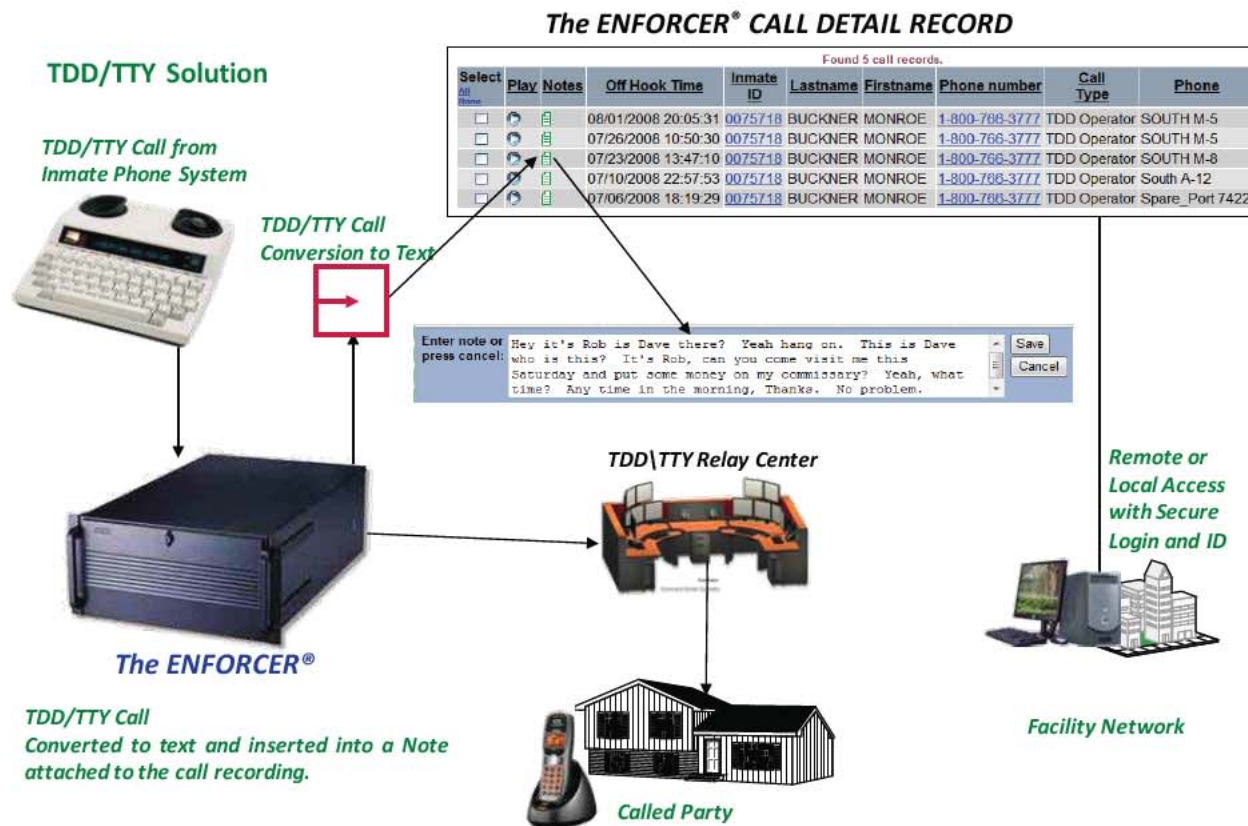 The ENFORCER® CALL DETAIL RECORD
TDD/TTY Solution
Found 5 call records.
Select All None Play Notes Off Hook Time Inmate ID Lastname Firstname Phone number Call Type Phone
08/01/2008 20:05:31 0075718 BUCKNER MONROE 1-800-766-3777 TDD Operator SOUTH M-5
07/26/2008 10:50:30 0075718 BUCKNER MONROE 1-800-766-3777 TDD Operator SOUTH M-5
07/23/2008 13:47:10 0075718 BUCKNER MONROE 1-800-766-3777 TDD Operator SOUTH M-8
07/10/2008 22:57:53 0075718 BUCKNER MONROE 1-800-766-3777 TDD Operator South A-12
07/06/2008 18:19:29 0075718 BUCKNER MONROE 1-800-766-3777 TDD Operator Spare_Port 7422
TDD/TTY Call from
Inmate Phone System
TDD/TTY Call
Conversion to Text
Enter note or
press cancel:
Hey it's Rob is Dave there? Yeah hang on. This is Dave
who is this? It's Rob, can you come visit me this
Saturday and put some money on my commissary? Yeah, what
time? Any time in the morning, Thanks. No problem.
Save
Cancel
TDD\TTY Relay Center
Remote or
Local Access
with Secure
Login and ID
The ENFORCER®
TDD/TTY Call
Converted to text and inserted into a Note
attached to the call recording.
Facility Network
Called Party